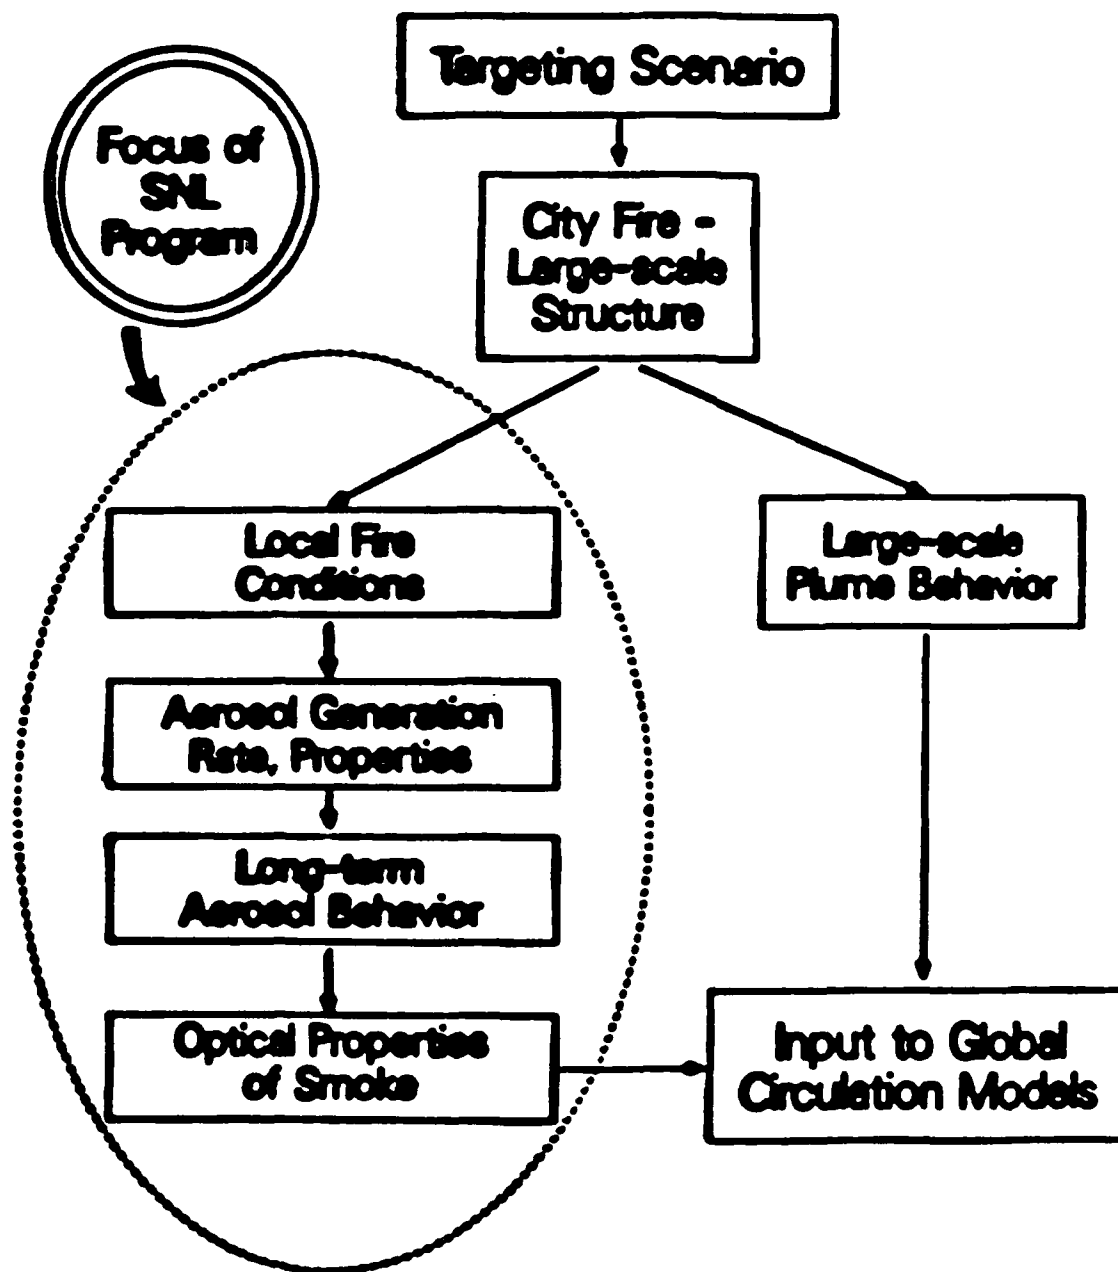 Targeting Scenario
Focus of
SNL
Program
City Fire -
Large-scale
Structure
Local Fire
Conditions
Large-scale
Plume Behavior
Aerosol Generation
Rate, Properties
Long-term
Aerosol Behavior
Optical Properties
of Smoke
Input to Global
Circulation Models